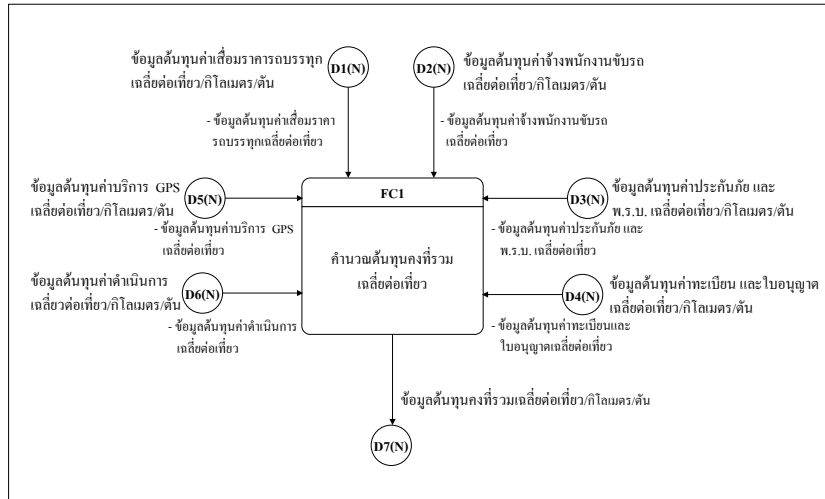 ข้อมูลต้นทุนค่าเสื่อมราคารถบรรทุก
เฉลี่ยต่อเที่ยว/กิโลเมตร/ตัน
D1(N)
D2(N)
ข้อมูลต้นทุนค่าจ้างพนักงานขับรถ
เฉลี่ยต่อเที่ยว/กิโลเมตร/ตัน
- ข้อมูลต้นทุนค่าเสื่อมราคา
รถบรรทุกเฉลี่ยต่อเที่ยว
- ข้อมูลต้นทุนค่าจ้างพนักงานขับรถ
เฉลี่ยต่อเที่ยว
ข้อมูลต้นทุนค่าบริการ GPS
เฉลี่ยต่อเที่ยว/กิโลเมตร/ตัน
D5(N)
- ข้อมูลต้นทุนค่าบริการ GPS
เฉลี่ยต่อเที่ยว
FC1
คำนวณต้นทุนคงที่รวม
เฉลี่ยต่อเที่ยว
D3(N)
ข้อมูลต้นทุนค่าประกันภัย และ
พ.ร.บ. เฉลี่ยต่อเที่ยว/กิโลเมตร/ตัน
- ข้อมูลต้นทุนค่าประกันภัย และ
พ.ร.บ. เฉลี่ยต่อเที่ยว
ข้อมูลต้นทุนค่าดำเนินการ
เฉลี่ยวต่อเที่ยว/กิโลเมตร/ตัน
D6(N)
- ข้อมูลต้นทุนค่าดำเนินการ
เฉลี่ยต่อเที่ยว
D4(N)
ข้อมูลต้นทุนค่าทะเบียน และใบอนุญาต
เฉลี่ยต่อเที่ยว/กิโลเมตร/ตัน
- ข้อมูลต้นทุนค่าทะเบียนและ
ใบอนุญาตเฉลี่ยต่อเที่ยว
ข้อมูลต้นทุนคงที่รวมเฉลี่ยต่อเที่ยว/กิโลเมตร/ตัน
D7(N)